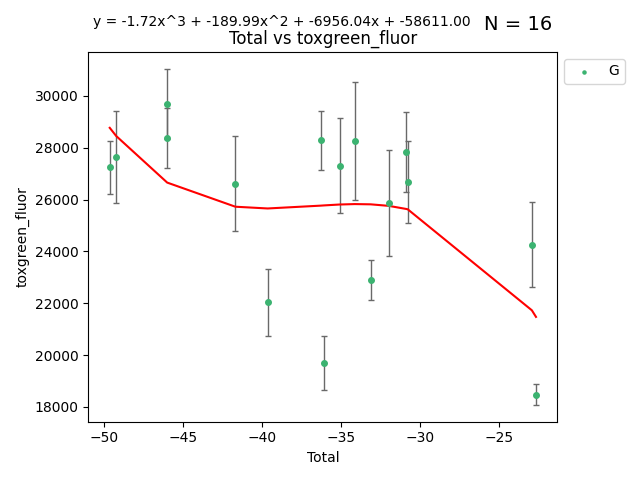 y = -1.72x^3 + -189.99x^2 + -6956.04x + -58611.00 N = 16
Total vs toxgreen_fluor
G
30000
28000
26000
24000
22000
20000
18000
toxgreen_fluor
−50 −45 −40 −35 −30 −25
Total